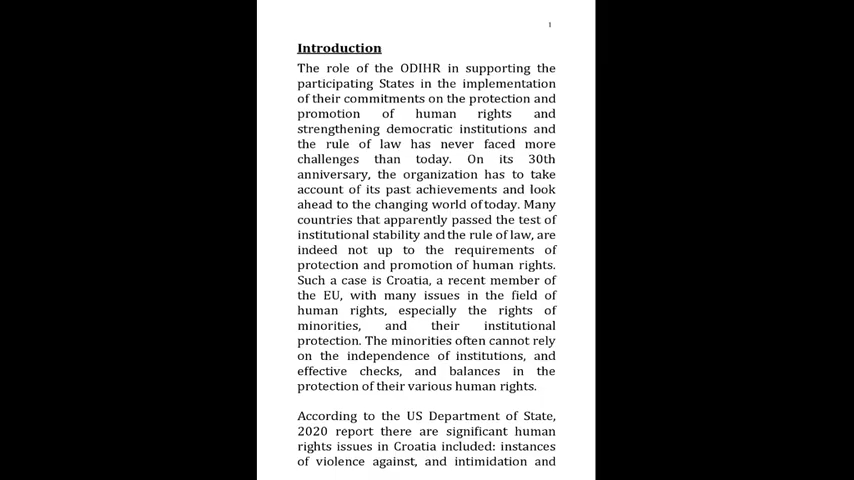 1
Introduction
The role of the ODIHR in supporting the
participating States in the implementation
of their commitments on the protection and
promotion of human rights and
strengthening democratic institutions and
the rule of law has never faced more
challenges than today. On its 30th
anniversary, the organization has to take
account of its past achievements and look
ahead to the changing world of today. Many
countries that apparently passed the test of
institutional stability and the rule of law, are
indeed not up to the requirements of
protection and promotion of human rights.
Such a case is Croatia, a recent member of
the EU, with many issues in the field of
human rights, especially the rights of
minorities, and their institutional
protection. The minorities often cannot rely
on the independence of institutions, and
effective checks, and balances in the
protection of their various human rights.
According to the US Department of State,
2020 report there are significant human
rights issues in Croatia included: instances
of violence against, and intimidation and